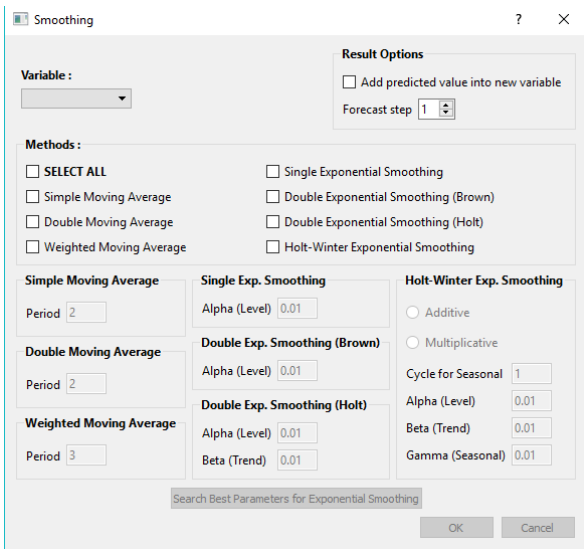 Smoothing
?
Variable :
Result Options
Add predicted value into new variable
Forecast step 1
Methods :
SELECT ALL
Simple Moving Average
Double Moving Average
Weighted Moving Average
Single Exponential Smoothing
Double Exponential Smoothing (Brown)
Double Exponential Smoothing (Holt)
Holt-Winter Exponential Smoothing
Simple Moving Average
Period 2
Double Moving Average
Period 2
Weighted Moving Average
Period 3
Single Exp. Smoothing
Alpha (Level) 0.01
Double Exp. Smoothing (Brown)
Alpha (Level) 0.01
Double Exp. Smoothing (Holt)
Alpha (Level) 0.01
Beta (Trend) 0.01
Holt-Winter Exp. Smoothing
Additive
Multiplicative
Cycle for Seasonal 1
Alpha (Level) 0.01
Beta (Trend) 0.01
Gamma (Seasonal) 0.01
Search Best Parameters for Exponential Smoothing
OK
Cancel